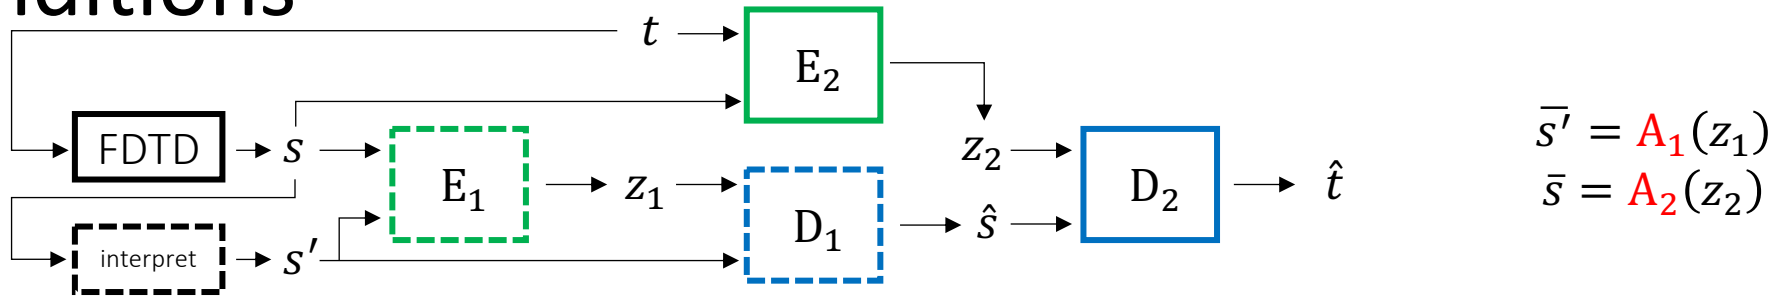 t
E₂
FDTD
s
E₁
z₁
z₂
D₂
t̂
D₁
ŝ
interpret
s′
s̅′̅ = A₁(z₁)
s̅ = A₂(z₂)